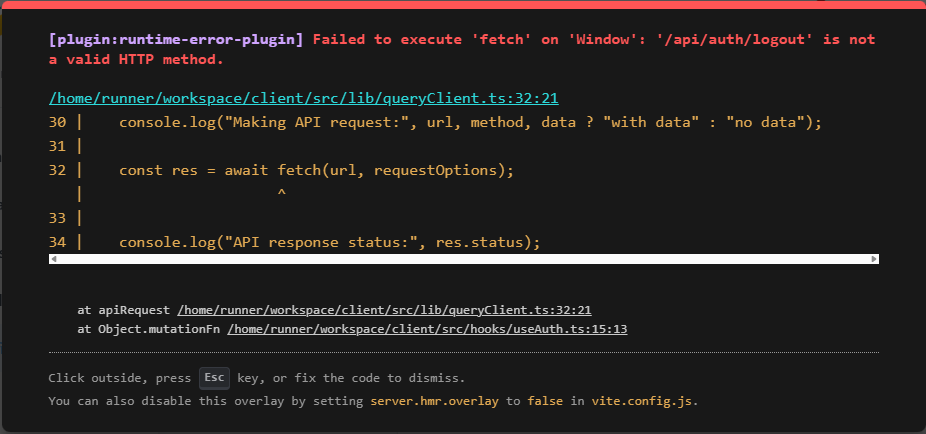 [plugin:runtime-error-plugin] Failed to execute 'fetch' on 'Window': '/api/auth/logout' is not
a valid HTTP method.
/home/runner/workspace/client/src/lib/queryClient.ts:32:21
30 |    console.log("Making API request:", url, method, data ? "with data" : "no data");
31 |
32 |    const res = await fetch(url, requestOptions);
   |                      ^
33 |
34 |    console.log("API response status:", res.status);
at apiRequest /home/runner/workspace/client/src/lib/queryClient.ts:32:21
at Object.mutationFn /home/runner/workspace/client/src/hooks/useAuth.ts:15:13
Click outside, press Esc key, or fix the code to dismiss.
You can also disable this overlay by setting server.hmr.overlay to false in vite.config.js.